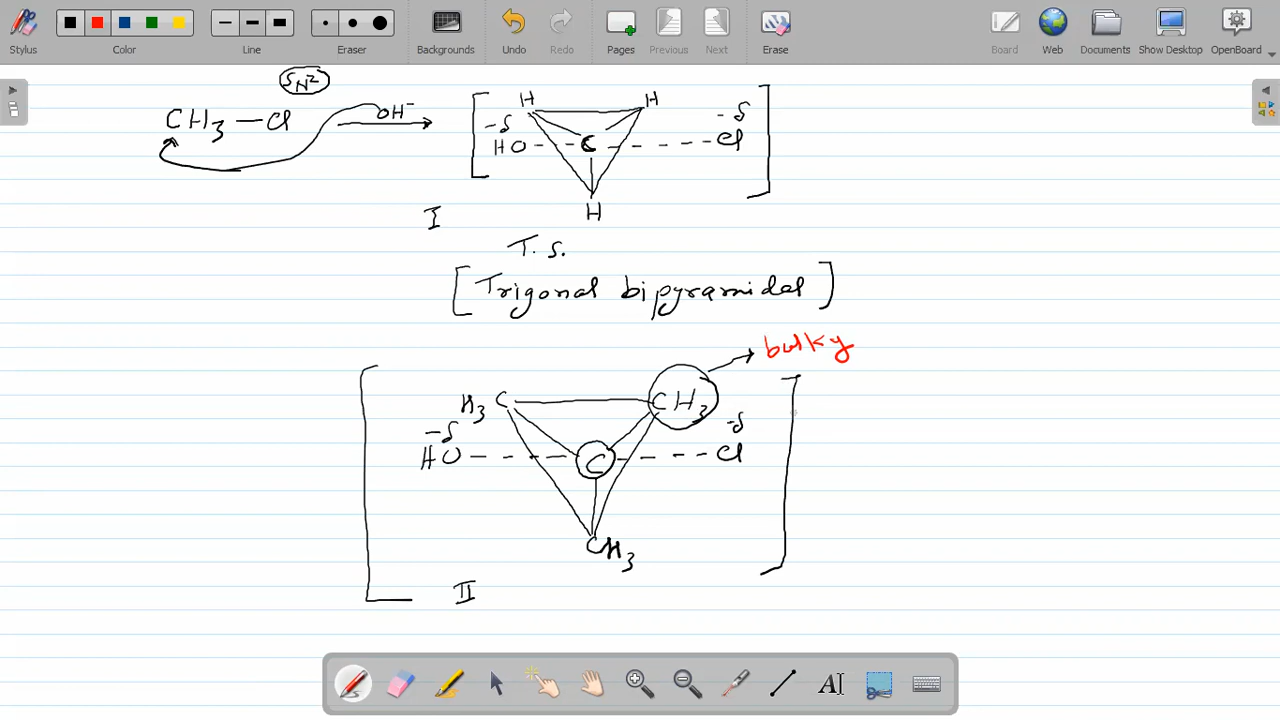 Stylus Color Line Eraser Backgrounds Undo Redo Pages Previous Next Erase Board Web Documents Show Desktop OpenBoard
SN2
CH3 — Cl OH-
H H
-δ -δ
HO C Cl
H
I
T.S.
[Trigonal bipyramidal]
bulky
H3C CH3
-δ -δ
HO C Cl
CH3
II